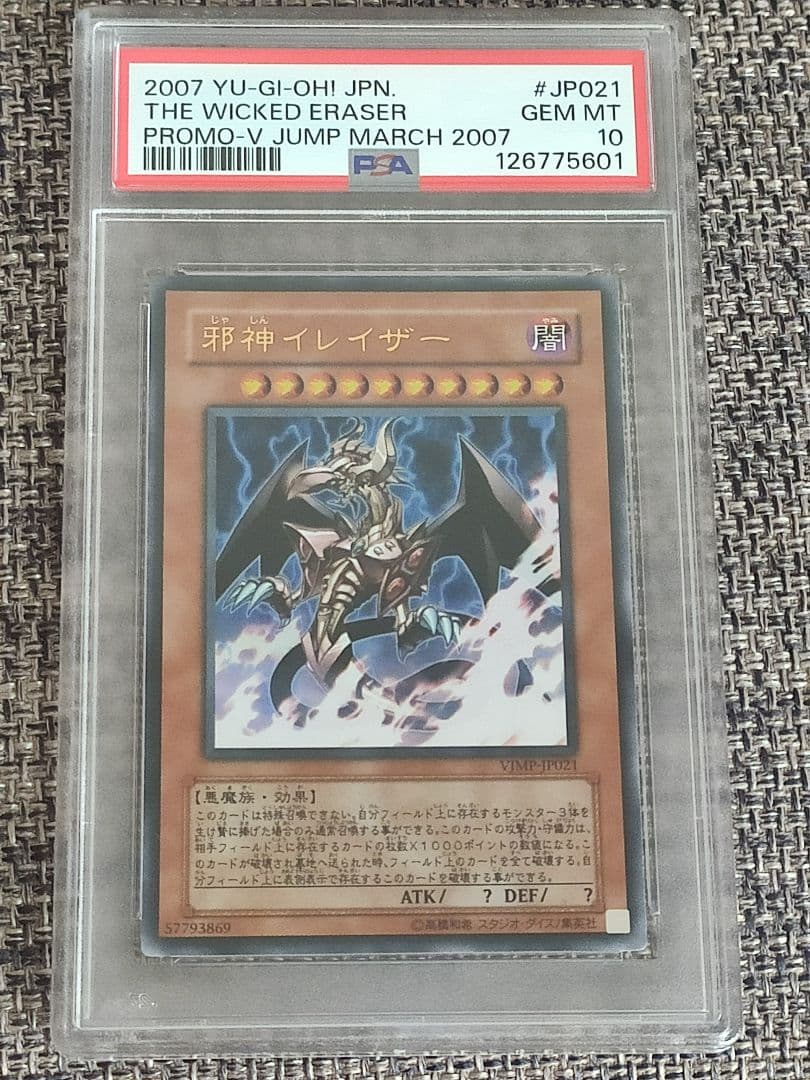 2007 YU-GI-OH! JPN. #JP021
THE WICKED ERASER GEM MT
PROMO-V JUMP MARCH 2007 10
PSA 126775601
じゃ しん やみ
邪神イレイザー 闇
VJMP-JP021
【悪魔族・効果】
このカードは特殊召喚できない。自分フィールド上に存在するモンスター3体を
生け贄に捧げた場合のみ通常召喚する事ができる。このカードの攻撃力・守備力は、
相手フィールド上に存在するカードの枚数×1000ポイントの数値になる。こ
のカードが破壊され墓地へ送られた時、フィールド上のカードを全て破壊する。自
分フィールド上に表側表示で存在するこのカードを破壊する事ができる。
ATK/ ? DEF/ ?
57793869 ©高橋和希 スタジオ・ダイス/集英社